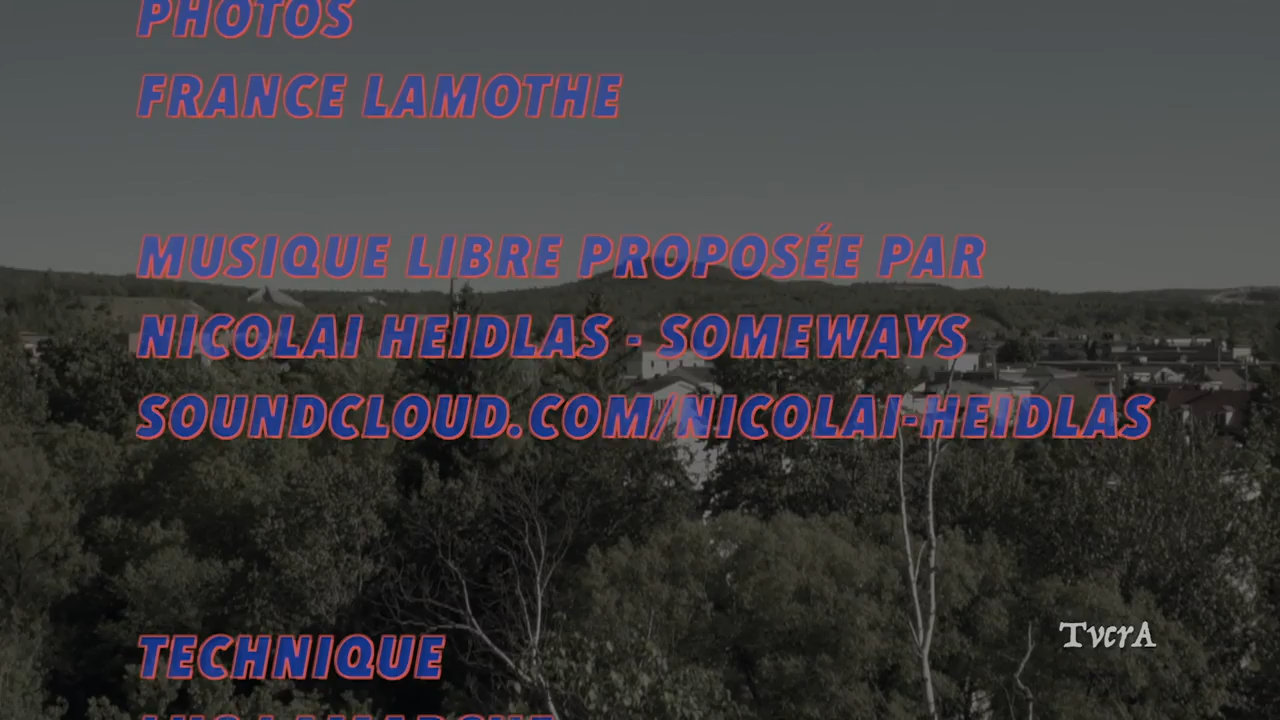 PHOTOS
FRANCE LAMOTHE
MUSIQUE LIBRE PROPOSÉE PAR
NICOLAI HEIDLAS - SOMEWAYS
SOUNDCLOUD.COM/NICOLAI-HEIDLAS
TECHNIQUE
TvcrA